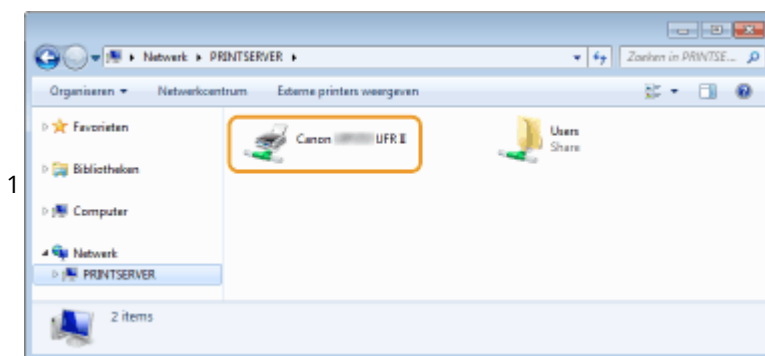 Netwerk ▸ PRINTSERVER ▸
Zoeken in PRINTSE...
Organiseren Netwerkcentrum Externe printers weergeven
Favorieten
Canon UFR II
Users
Share
Bibliotheken
1
Computer
Netwerk
PRINTSERVER
2 items